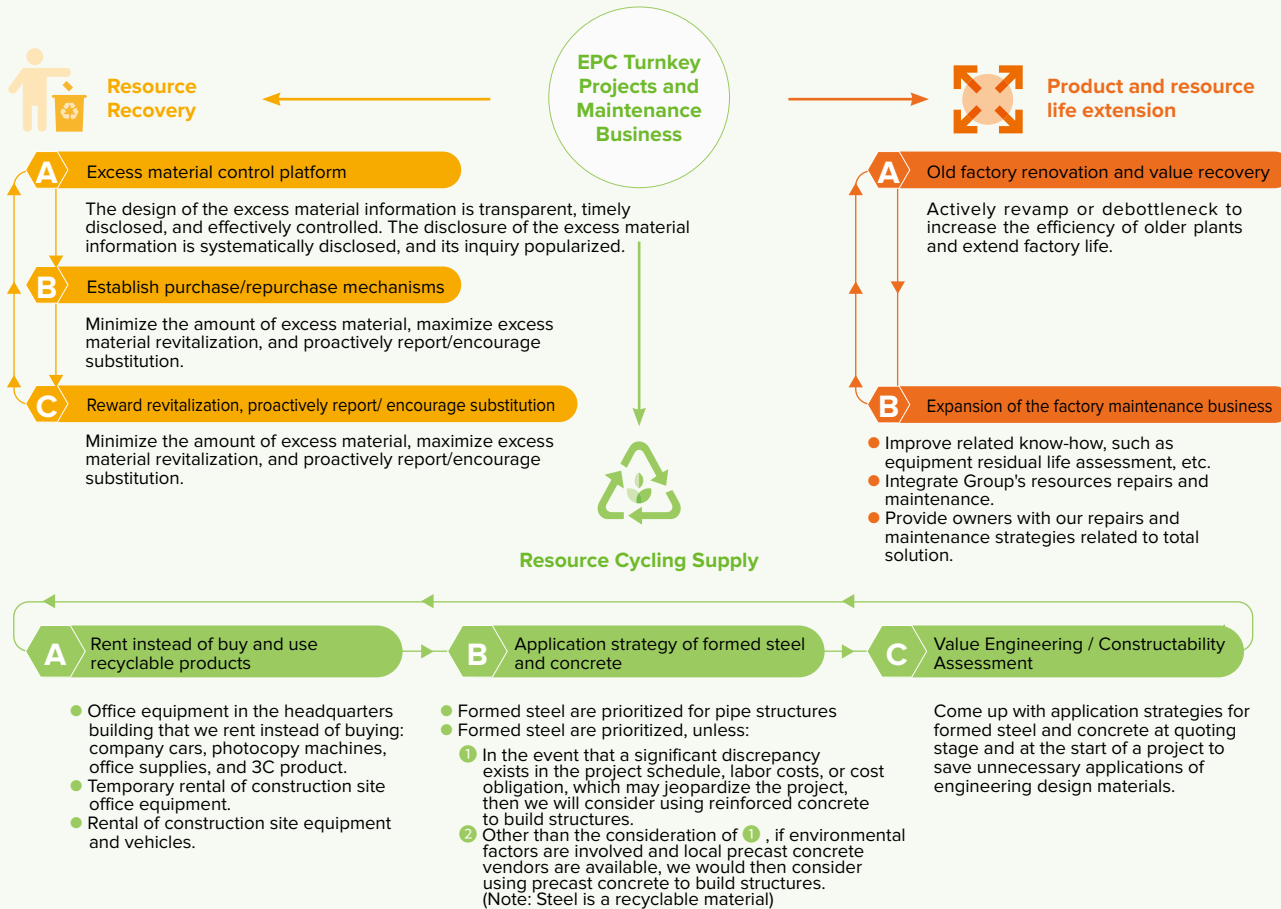 EPC Turnkey
Projects and
Maintenance
Business
Resource
Recovery
A
Excess material control platform
The design of the excess material information is transparent, timely
disclosed, and effectively controlled. The disclosure of the excess material
information is systematically disclosed, and its inquiry popularized.
B
Establish purchase/repurchase mechanisms
Minimize the amount of excess material, maximize excess
material revitalization, and proactively report/encourage
substitution.
C
Reward revitalization, proactively report/ encourage substitution
Minimize the amount of excess material, maximize excess
material revitalization, and proactively report/encourage
substitution.
Product and resource
life extension
A
Old factory renovation and value recovery
Actively revamp or debottleneck to
increase the efficiency of older plants
and extend factory life.
B
Expansion of the factory maintenance business
● Improve related know-how, such as
equipment residual life assessment, etc.
● Integrate Group's resources repairs and
maintenance.
● Provide owners with our repairs and
maintenance strategies related to total
solution.
Resource Cycling Supply
A
Rent instead of buy and use
recyclable products
● Office equipment in the headquarters
building that we rent instead of buying:
company cars, photocopy machines,
office supplies, and 3C product.
● Temporary rental of construction site
office equipment.
● Rental of construction site equipment
and vehicles.
B
Application strategy of formed steel
and concrete
● Formed steel are prioritized for pipe structures
● Formed steel are prioritized, unless:
❶ In the event that a significant discrepancy
exists in the project schedule, labor costs, or cost
obligation, which may jeopardize the project,
then we will consider using reinforced concrete
to build structures.
❷ Other than the consideration of ❶ , if environmental
factors are involved and local precast concrete
vendors are available, we would then consider
using precast concrete to build structures.
(Note: Steel is a recyclable material)
C
Value Engineering / Constructability
Assessment
Come up with application strategies for
formed steel and concrete at quoting
stage and at the start of a project to
save unnecessary applications of
engineering design materials.